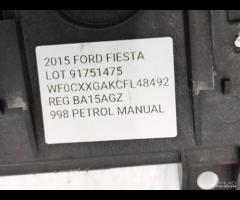 2015 FORD FIESTA
LOT 91751475
WF0CXXGAKCFL48492
REG BA15AGZ
998 PETROL MANUAL